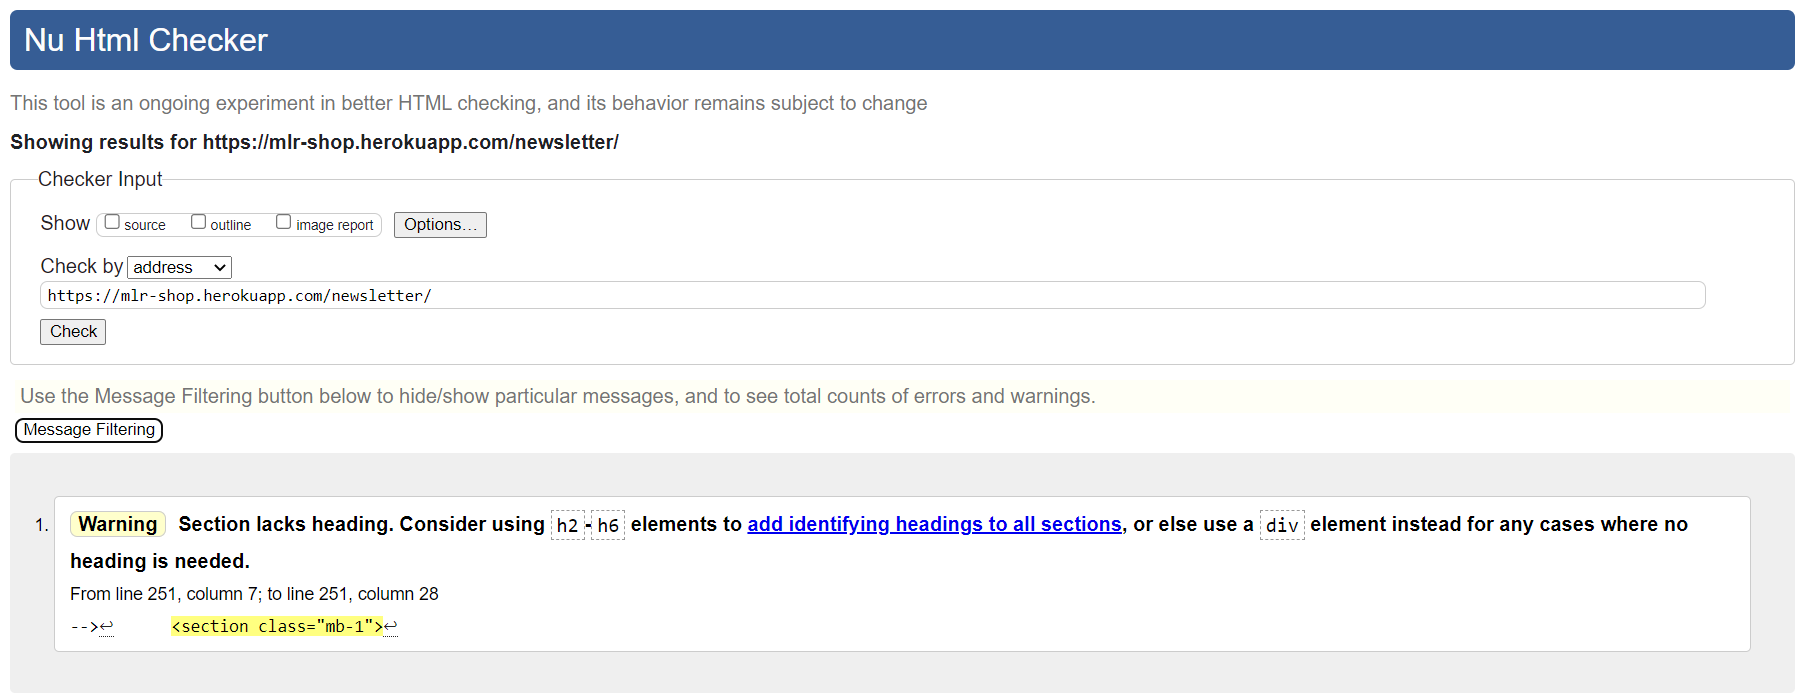 Nu Html Checker
This tool is an ongoing experiment in better HTML checking, and its behavior remains subject to change
Showing results for https://mlr-shop.herokuapp.com/newsletter/
Checker Input
Show source outline image report Options...
Check by address
https://mlr-shop.herokuapp.com/newsletter/
Check
Use the Message Filtering button below to hide/show particular messages, and to see total counts of errors and warnings.
Message Filtering
1. Warning Section lacks heading. Consider using h2-h6 elements to add identifying headings to all sections, or else use a div element instead for any cases where no
heading is needed.
From line 251, column 7; to line 251, column 28
-->↩ <section class="mb-1">↩